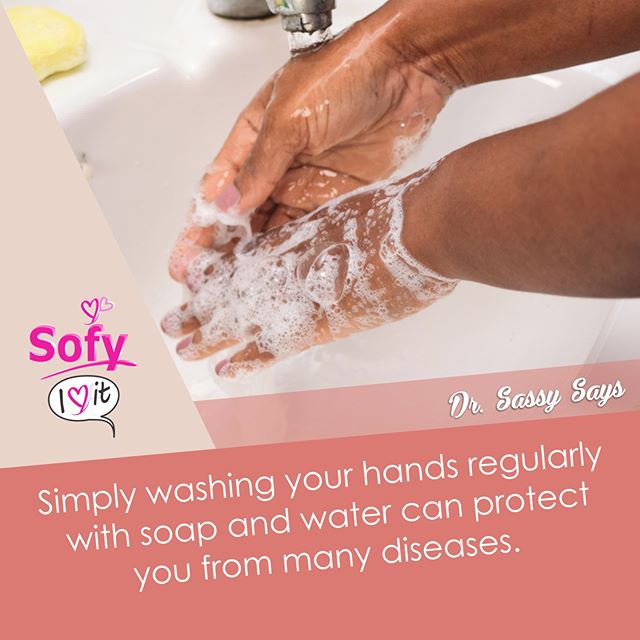 Sofy
I it
Dr. Sassy Says
Simply washing your hands regularly
with soap and water can protect
you from many diseases.